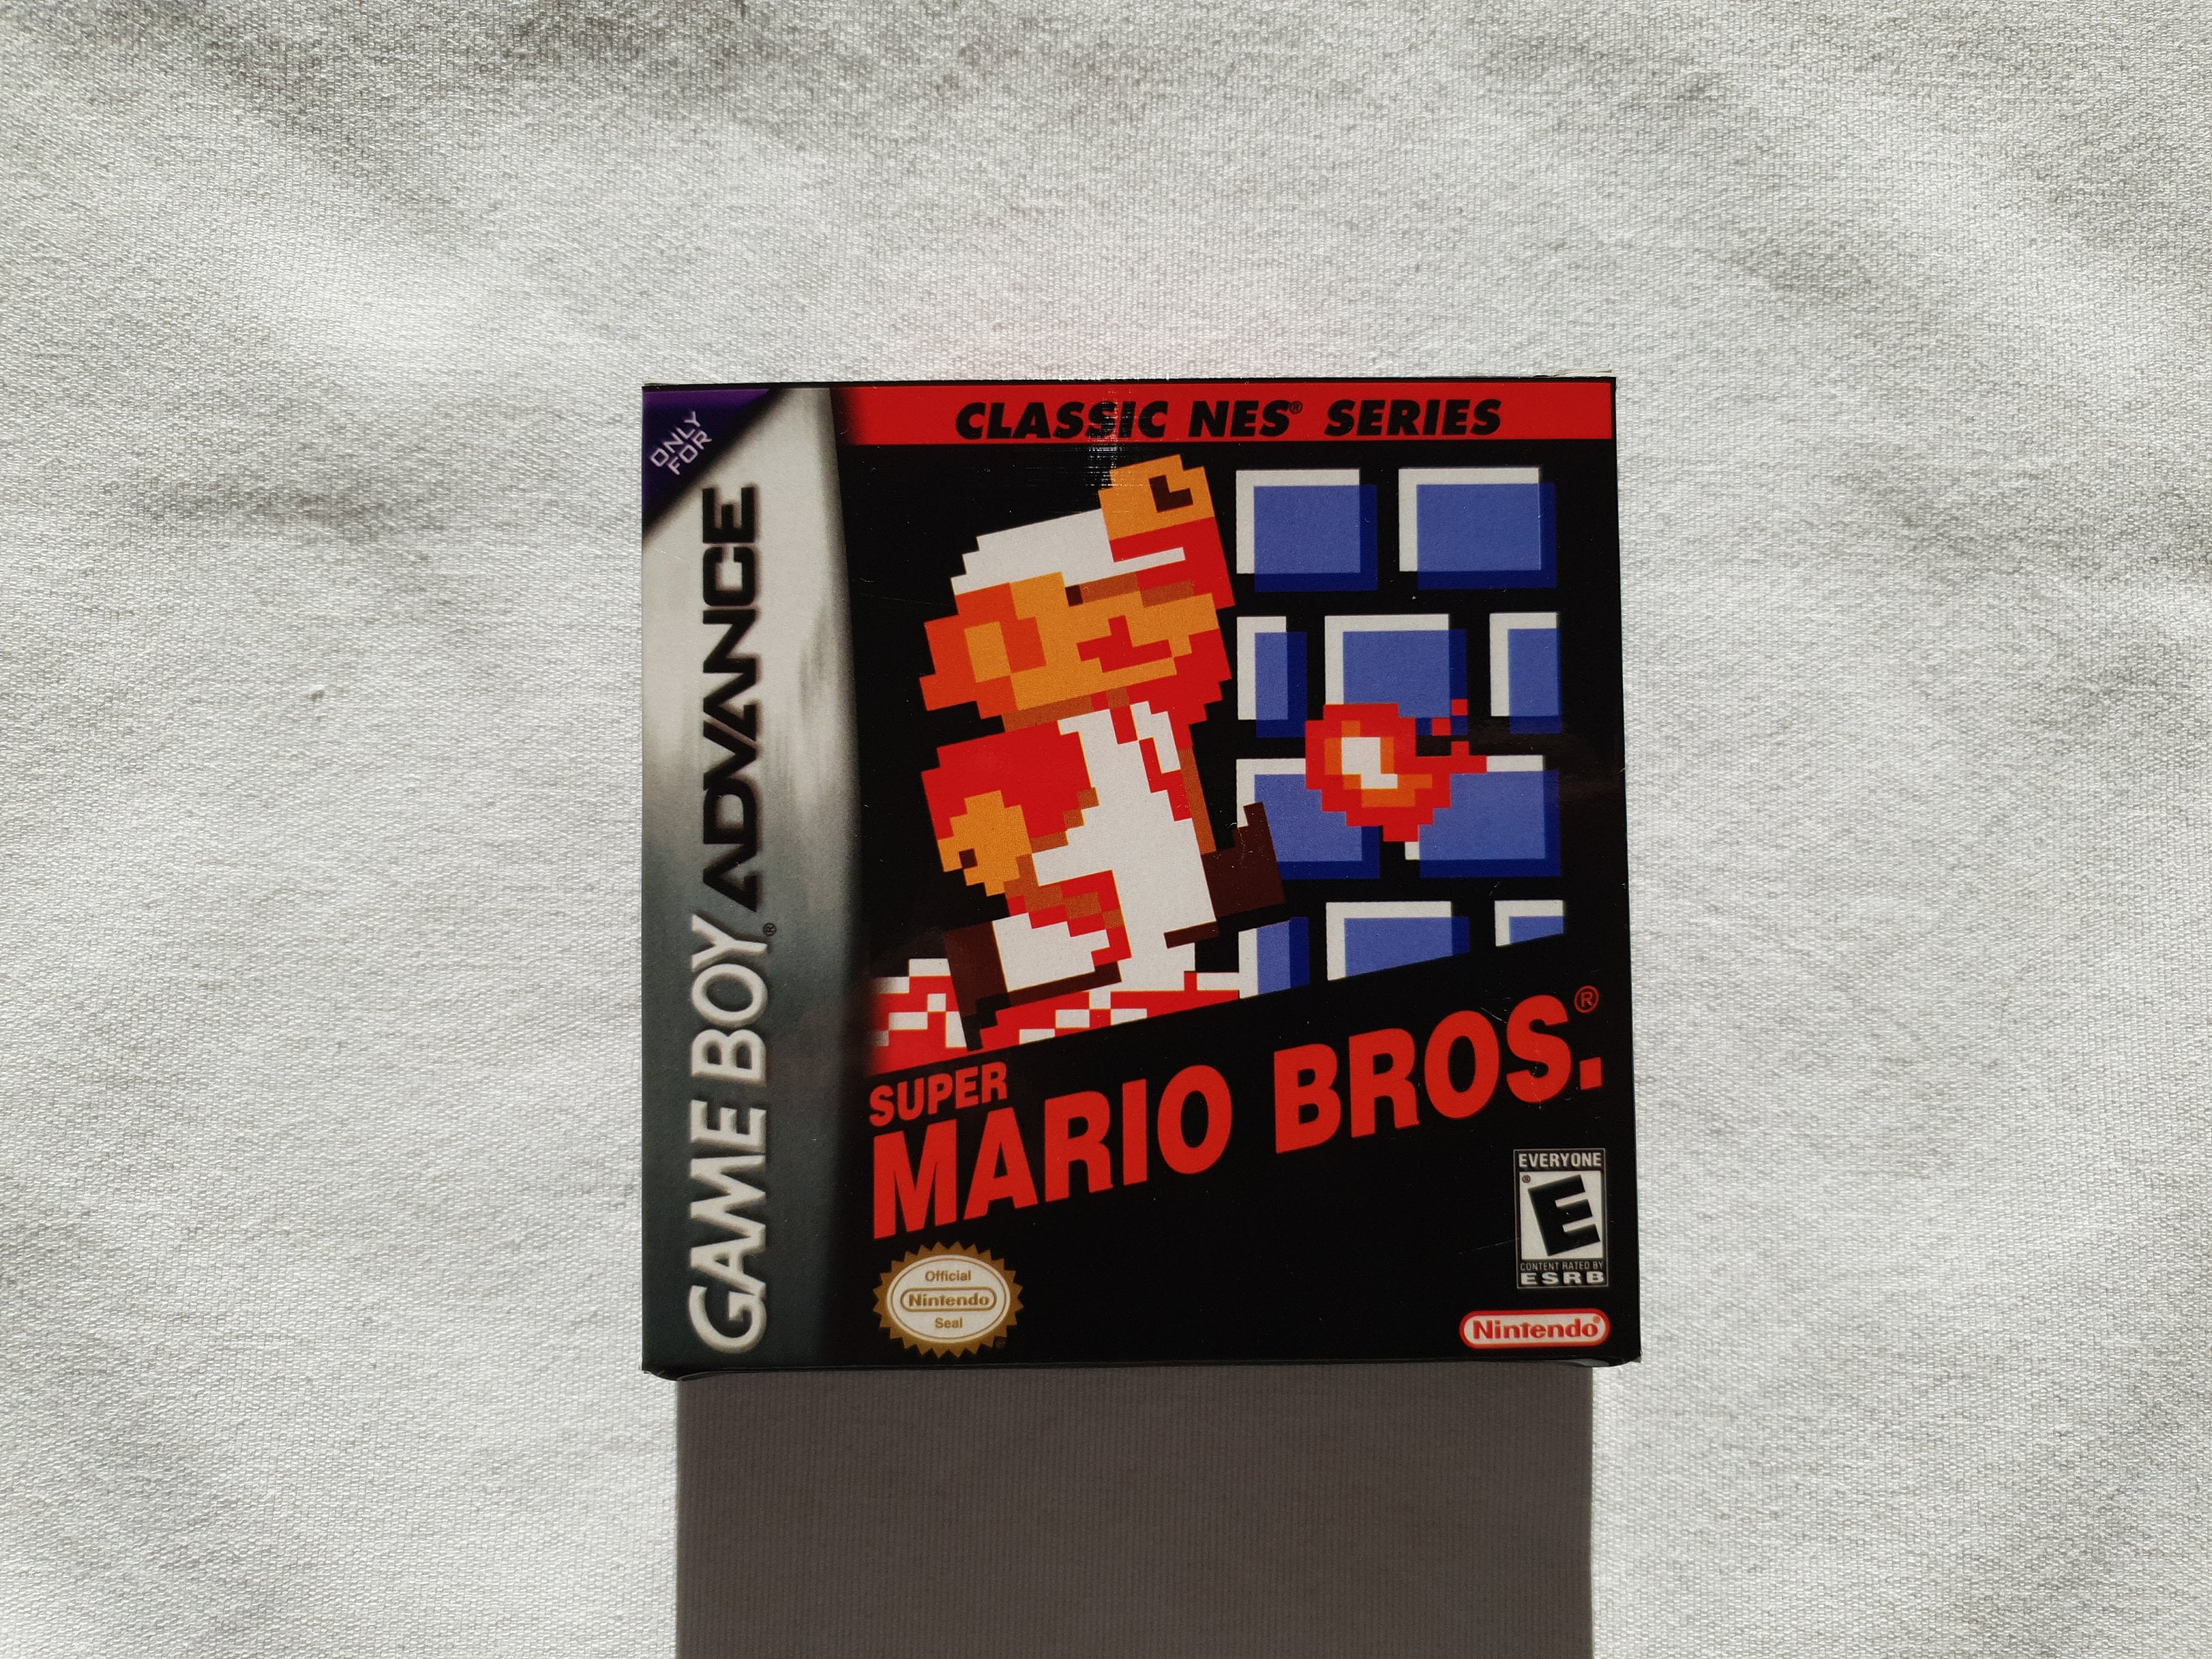 ONLY
FOR
GAME BOY ADVANCE
®
CLASSIC NES® SERIES
SUPER
MARIO BROS.®
Official
Nintendo
Seal
®
EVERYONE
E
®
CONTENT RATED BY
ESRB
Nintendo®